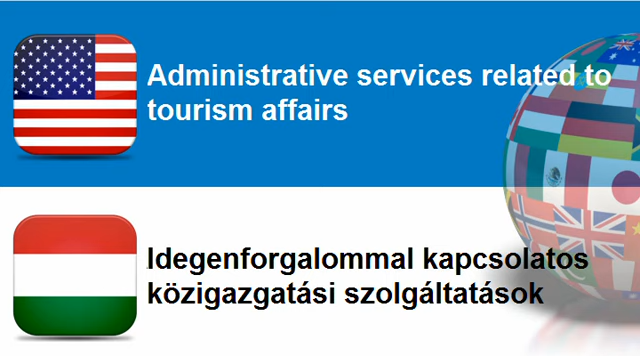 Administrative services related to
tourism affairs
Idegenforgalommal kapcsolatos
közigazgatási szolgáltatások